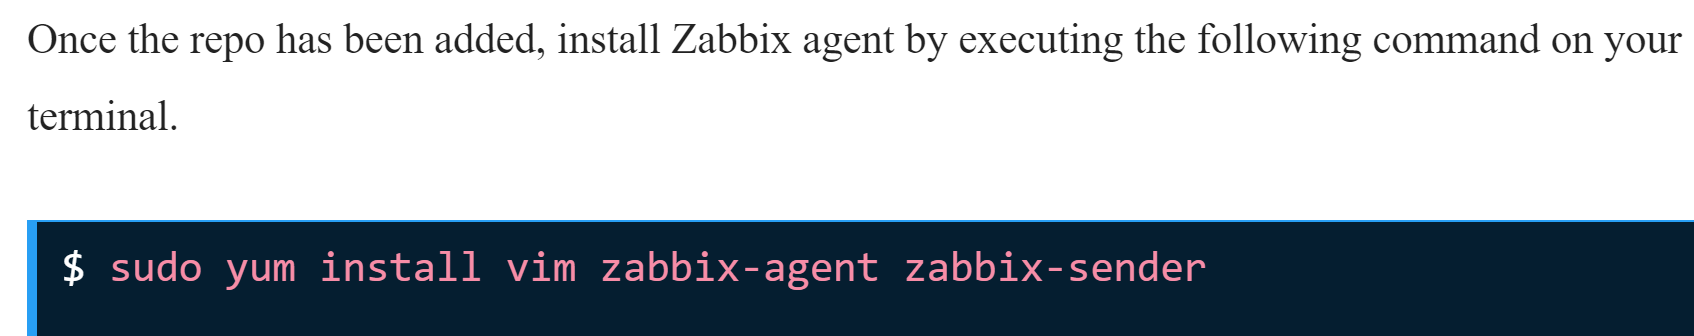 Once the repo has been added, install Zabbix agent by executing the following command on your
terminal.
$ sudo yum install vim zabbix-agent zabbix-sender